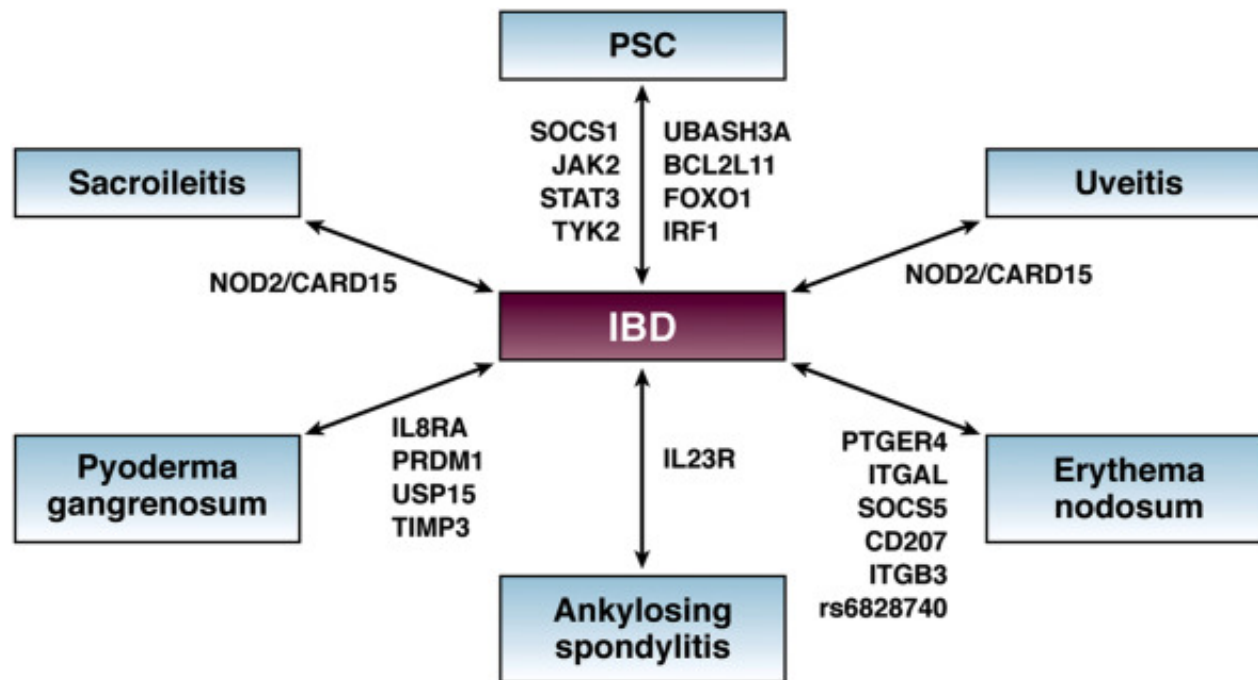 PSC
SOCS1 UBASH3A
JAK2 BCL2L11
STAT3 FOXO1
TYK2 IRF1
Sacroileitis
Uveitis
NOD2/CARD15
NOD2/CARD15
IBD
Pyoderma
gangrenosum
IL8RA
PRDM1
USP15
TIMP3
IL23R
PTGER4
ITGAL
SOCS5
CD207
ITGB3
rs6828740
Erythema
nodosum
Ankylosing
spondylitis